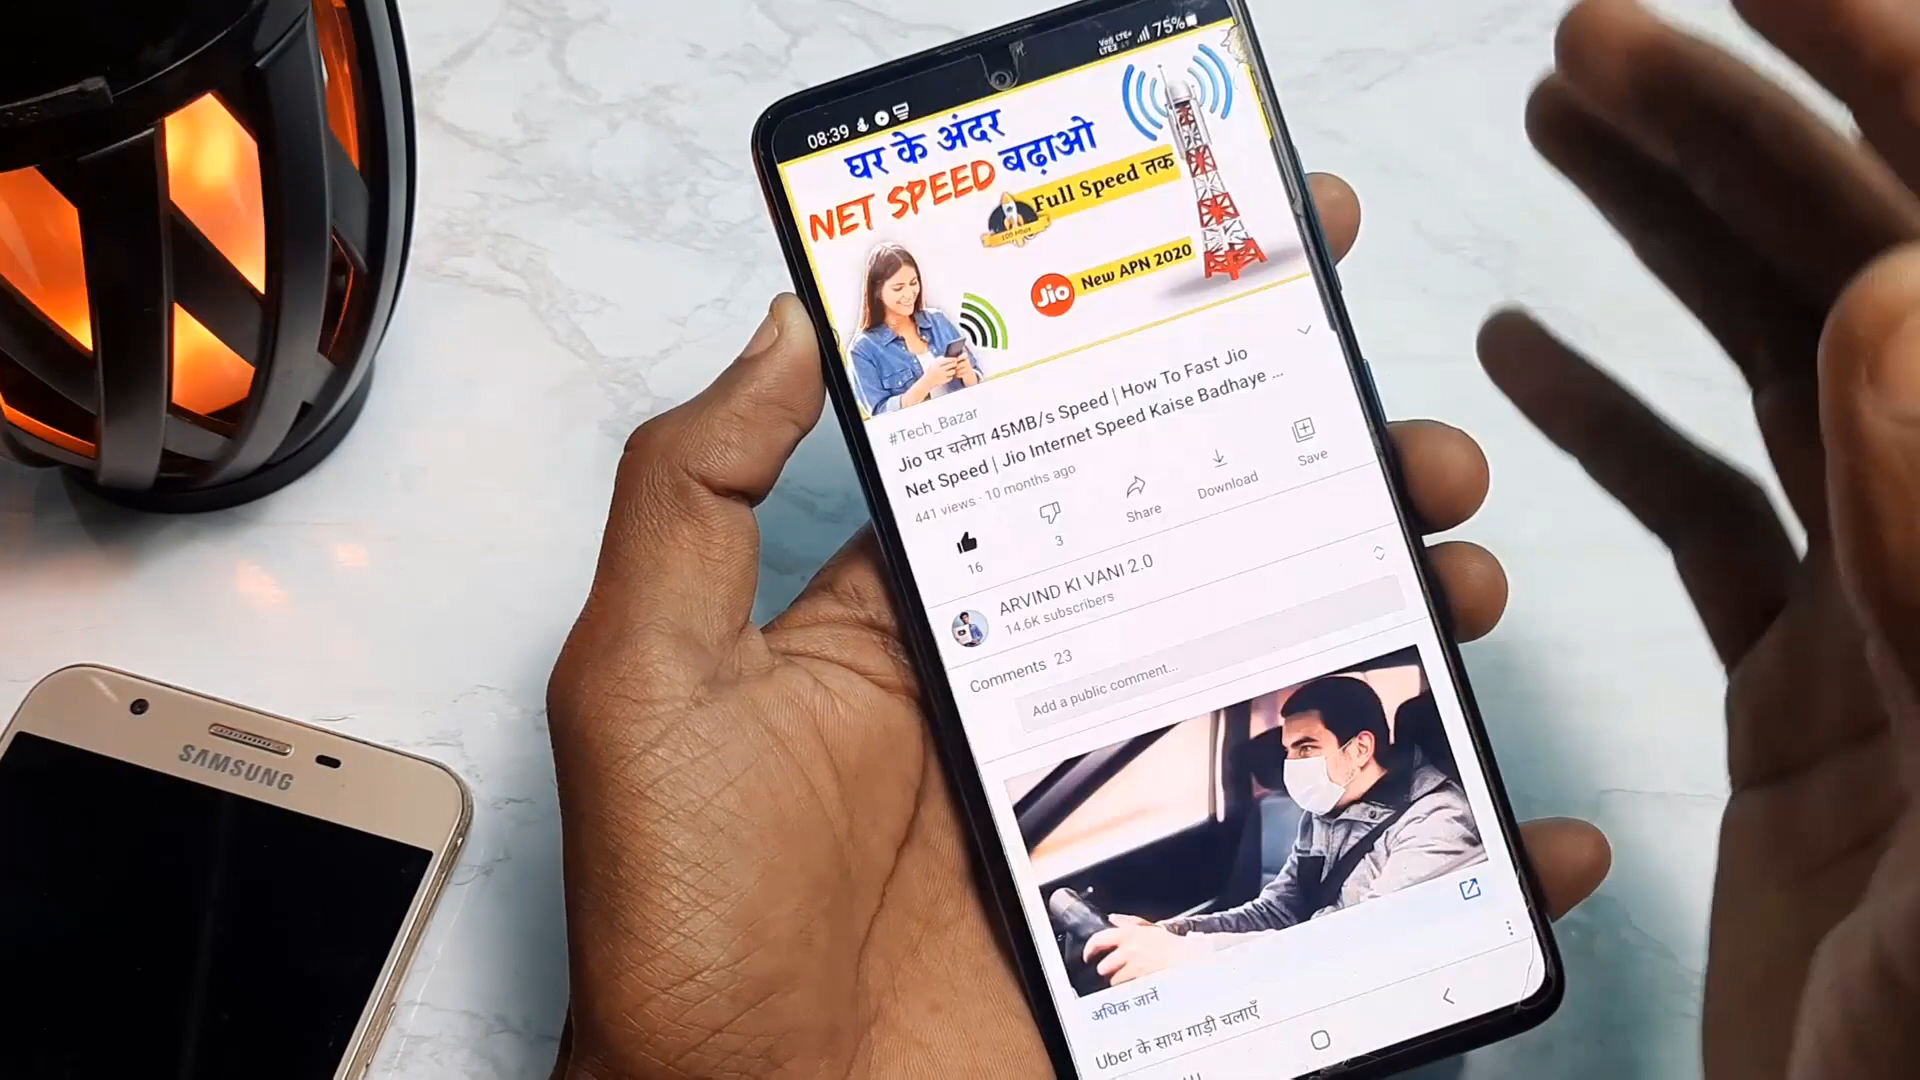 08:39
75%
घर के अंदर
NET SPEED बढ़ाओ
Full Speed तक
100 Mbps
Jio New APN 2020
#Tech_Bazar
Jio पर चलेगा 45MB/s Speed | How To Fast Jio
Net Speed | Jio Internet Speed Kaise Badhaye ...
441 views · 10 months ago
16
3
Share
Download
Save
ARVIND KI VANI 2.0
14.6K subscribers
Comments 23
Add a public comment...
अधिक जानें
Uber के साथ गाड़ी चलाएँ
SAMSUNG